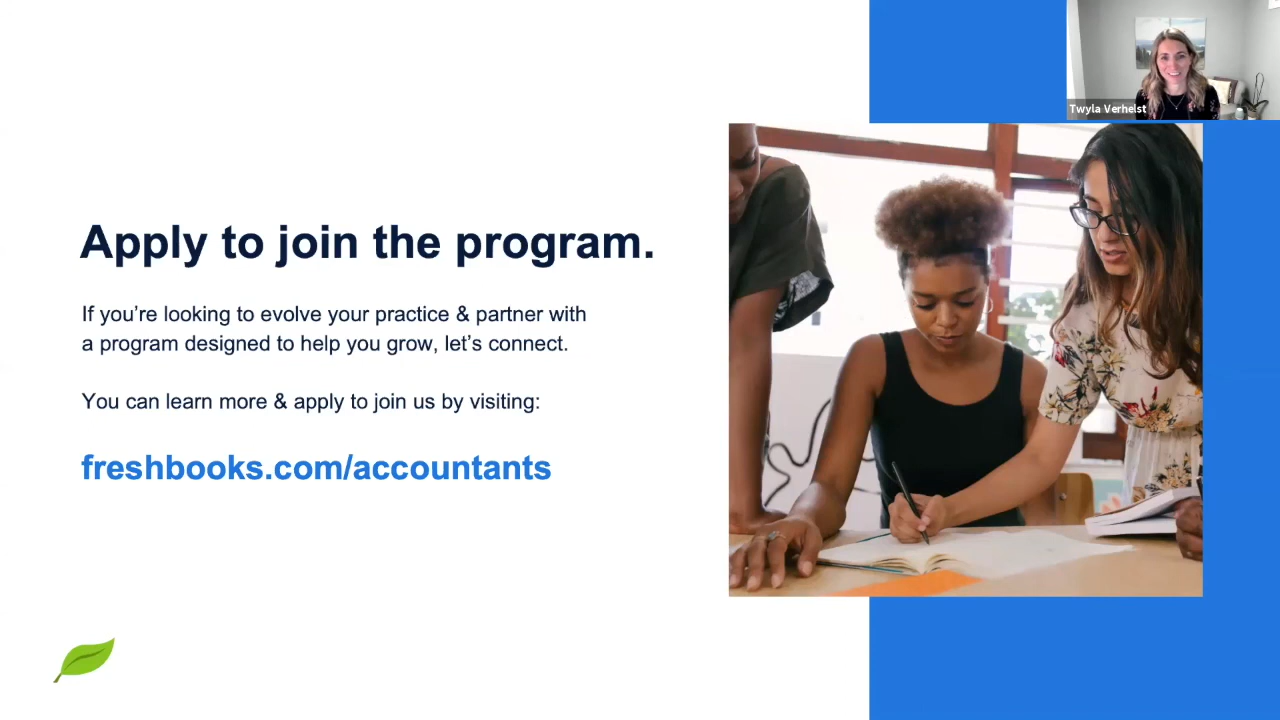 Twyla Verhelst
Apply to join the program.
If you’re looking to evolve your practice & partner with
a program designed to help you grow, let’s connect.
You can learn more & apply to join us by visiting:
freshbooks.com/accountants